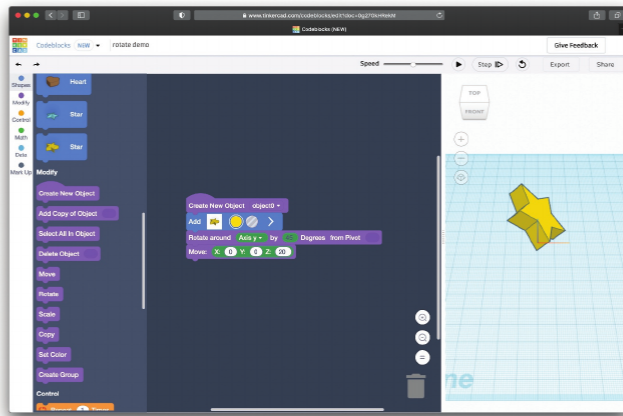 www.tinkercad.com/codeblocks/edit?doc=
Codeblocks (NEW)
Codeblocks NEW rotate demo Give Feedback
Speed Step Export Share
Shapes
Modify
Control
Math
Data
Mark Up
Heart
Star
Star
Modify
Create New Object
Add Copy of Object
Select All In Object
Delete Object
Move
Rotate
Scale
Copy
Set Color
Create Group
Control
Create New Object object0
Add
Rotate around Axis y by Degrees from Pivot
Move: X: 0 Y: 0 Z: 20
TOP
FRONT
ne